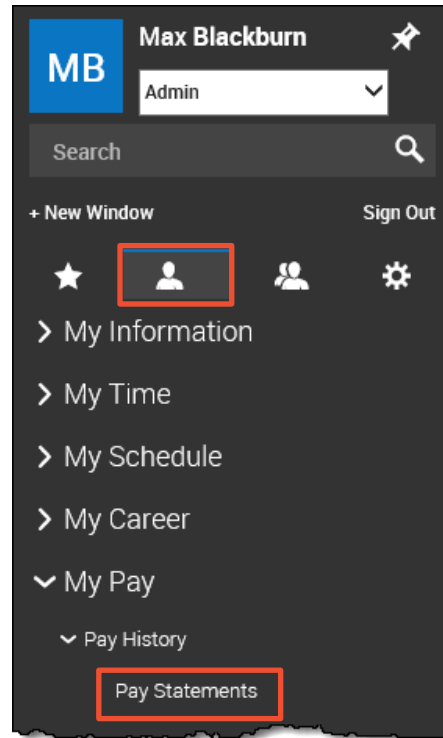 MB
Max Blackburn
Admin
Search
+ New Window Sign Out
My Information
My Time
My Schedule
My Career
My Pay
Pay History
Pay Statements